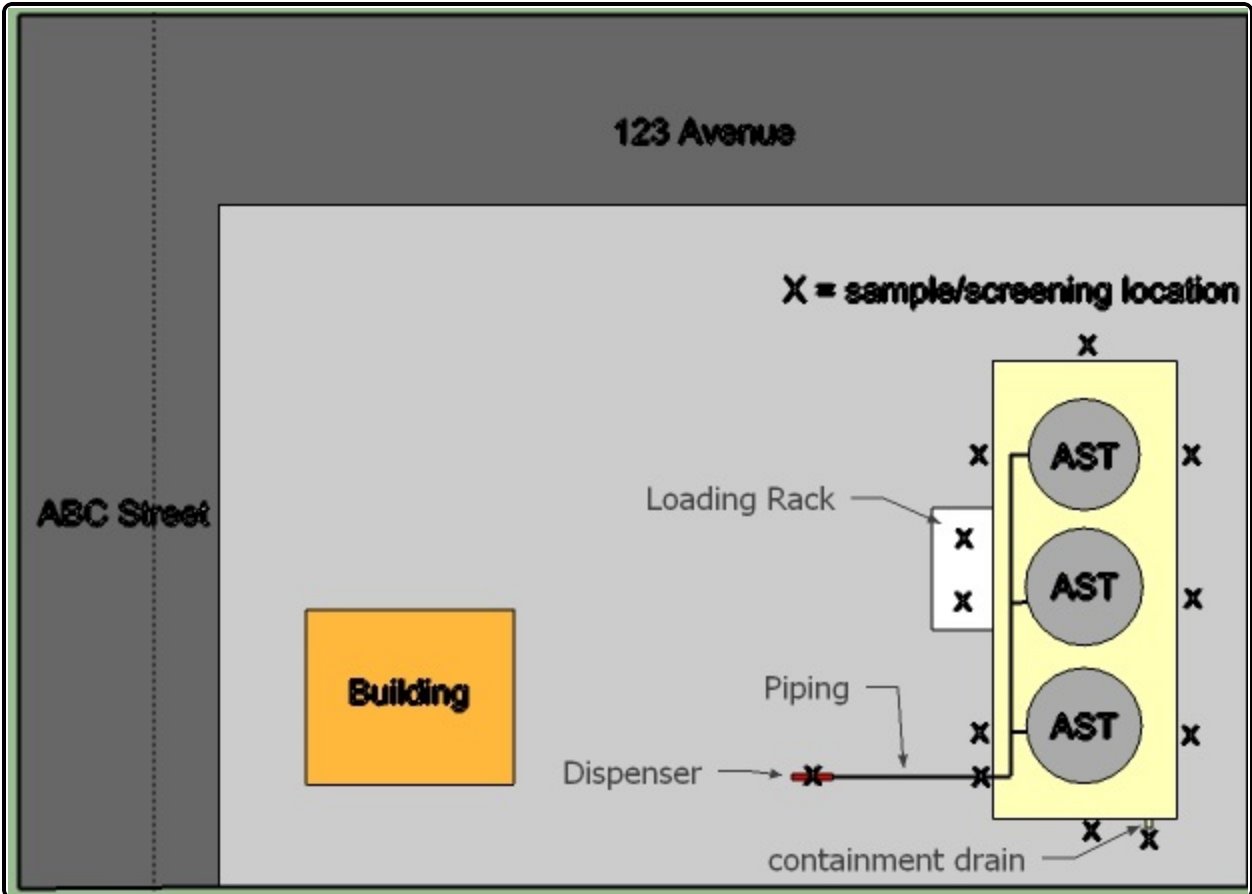 123 Avenue
X = sample/screening location
X
X
AST
X
Loading Rack
ABC Street
X
X
AST
X
Building
Piping
X
AST
X
Dispenser
X
X
X
X
containment drain